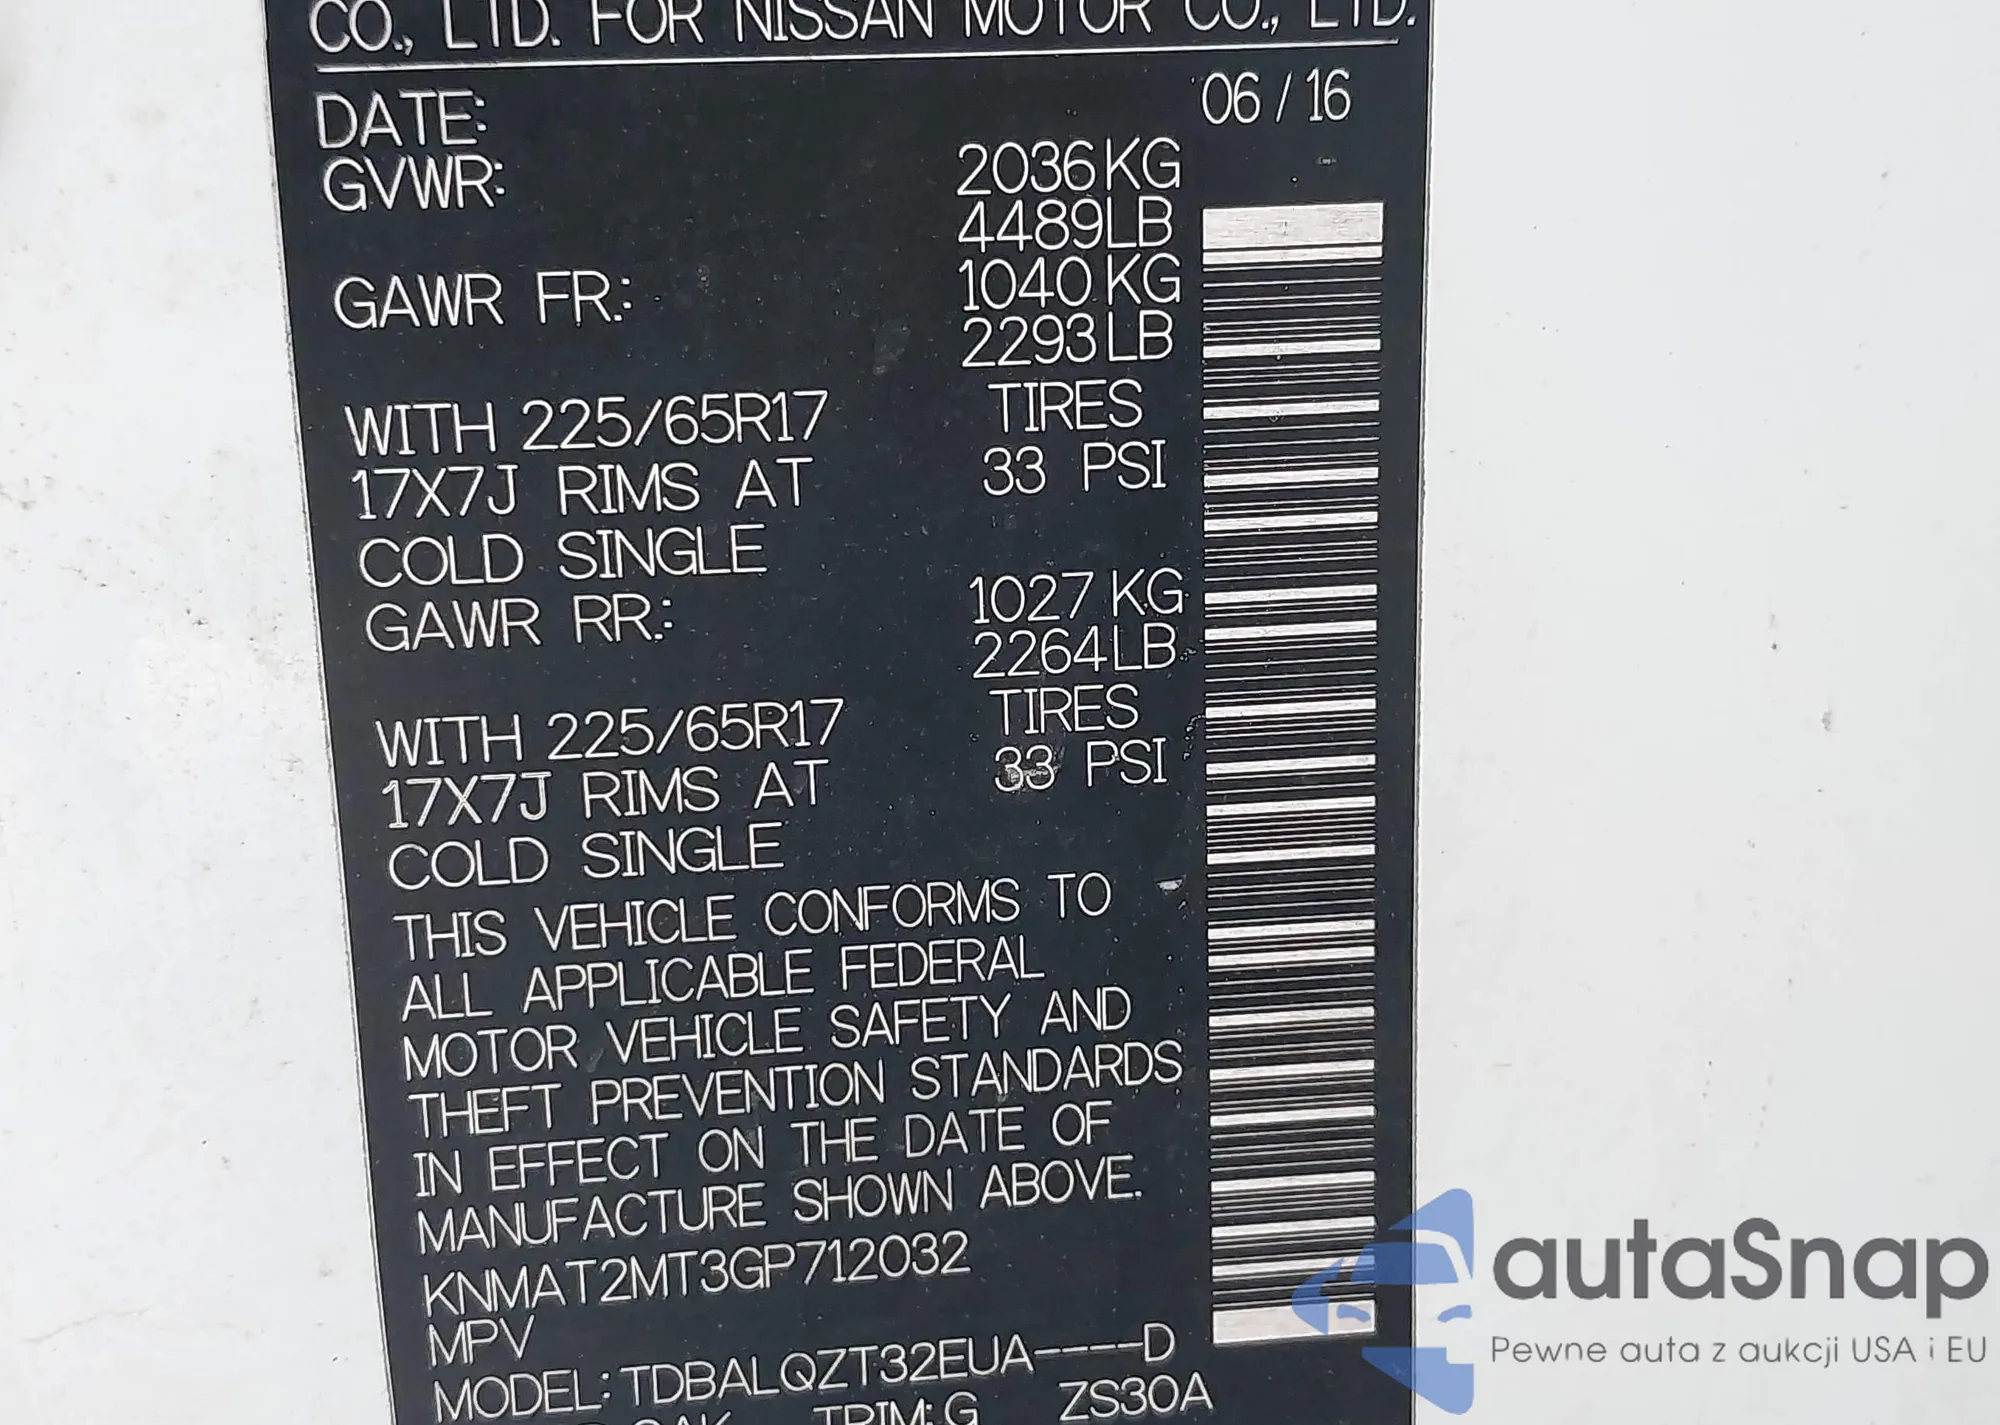 CO., LTD. FOR NISSAN MOTOR CO., LTD.
DATE: 06 / 16
GVWR: 2036 KG
4489 LB
GAWR FR.: 1040 KG
2293 LB
WITH 225/65R17 TIRES
17X7J RIMS AT 33 PSI
COLD SINGLE
GAWR RR.: 1027 KG
2264 LB
WITH 225/65R17 TIRES
17X7J RIMS AT 33 PSI
COLD SINGLE
THIS VEHICLE CONFORMS TO
ALL APPLICABLE FEDERAL
MOTOR VEHICLE SAFETY AND
THEFT PREVENTION STANDARDS
IN EFFECT ON THE DATE OF
MANUFACTURE SHOWN ABOVE.
KNMAT2MT3GP712032
MPV
MODEL: TDBALQZT32EUA----D
TRIM: G ZS30A
autaSnap
Pewne auta z aukcji USA i EU